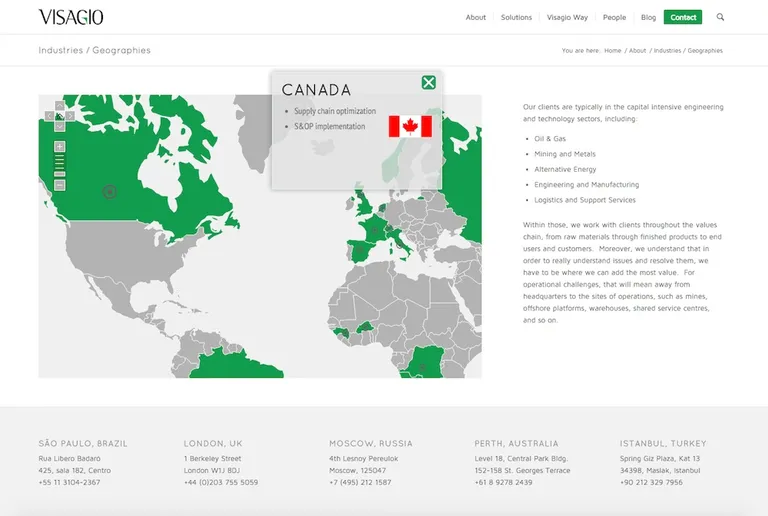 VISAGIO
About
Solutions
Visagio Way
People
Blog
Contact
Industries / Geographies
You are here: Home / About / Industries / Geographies
CANADA
Supply chain optimization
S&OP implementation
Our clients are typically in the capital intensive engineering
and technology sectors, including:
Oil & Gas
Mining and Metals
Alternative Energy
Engineering and Manufacturing
Logistics and Support Services
Within those, we work with clients throughout the values
chain, from raw materials through finished products to end
users and customers. Moreover, we understand that in
order to really understand issues and resolve them, we
have to be where we can add the most value. For
operational challenges, that will mean away from
headquarters to the sites of operations, such as mines,
offshore platforms, warehouses, shared service centres,
and so on.
SÃO PAULO, BRAZIL
Rua Líbero Badaró
425, sala 182, Centro
+55 11 3104-2367
LONDON, UK
1 Berkeley Street
London W1J 8DJ
+44 (0)203 755 5059
MOSCOW, RUSSIA
4th Lesnoy Pereulok
Moscow, 125047
+7 (495) 212 1587
PERTH, AUSTRALIA
Level 18, Central Park Bldg.
152-158 St. Georges Terrace
+61 8 9278 2439
ISTANBUL, TURKEY
Spring Giz Plaza, Kat 13
34398, Maslak, Istanbul
+90 212 329 7956